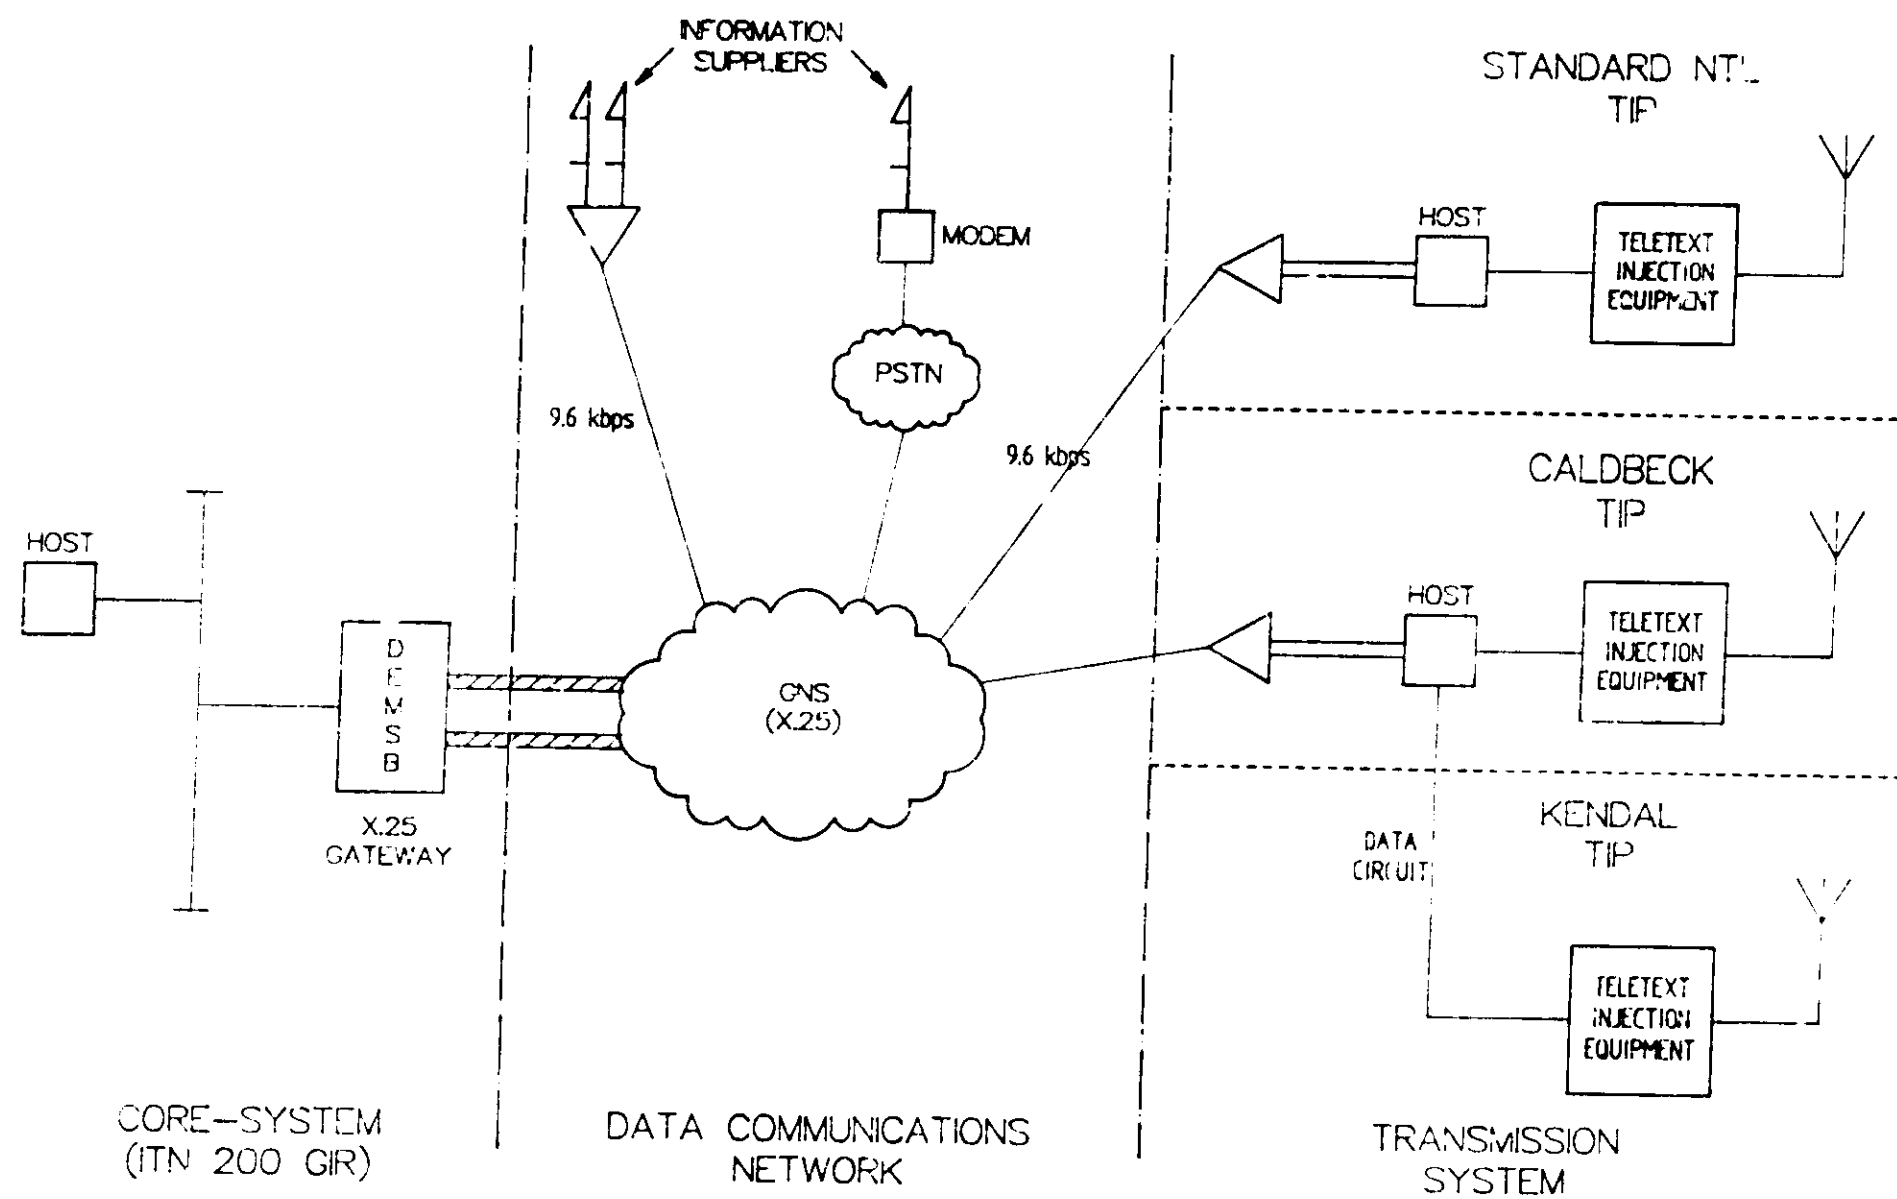 INFORMATION
SUPPLIERS
STANDARD NTL
TIP
HOST
TELETEXT
INJECTION
EQUIPMENT
MODEM
PSTN
9.6 kbps
9.6 kbps
CALDBECK
TIP
HOST
HOST
TELETEXT
INJECTION
EQUIPMENT
D
E
M
S
B
GNS
(X.25)
X.25
GATEWAY
KENDAL
TIP
DATA
CIRCUIT
TELETEXT
INJECTION
EQUIPMENT
CORE-SYSTEM
(ITN 200 GIR)
DATA COMMUNICATIONS
NETWORK
TRANSMISSION
SYSTEM